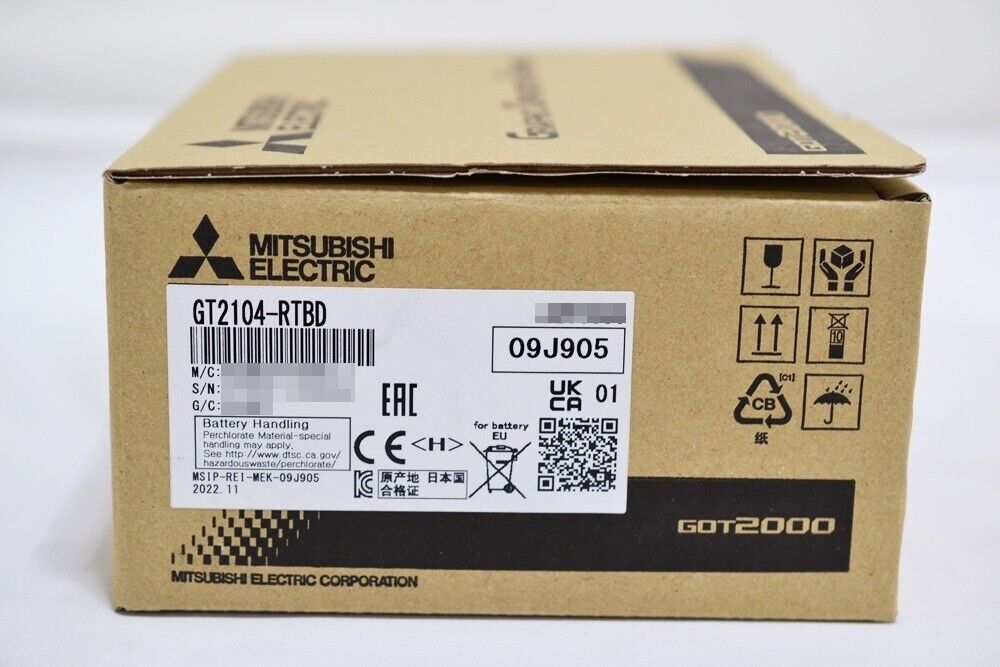 MITSUBISHI
ELECTRIC
GOT2000
MITSUBISHI
ELECTRIC
GT2104-RTBD
09J905
M/C:
S/N:
G/C:
EAC
UK
CA 01
Battery Handling
Perchlorate Material-special
handling may apply.
See http://www.dtsc.ca.gov/
hazardouswaste/perchlorate/
CE <H>
for battery
EU
原产地 日本国
合格证
MSIP-REI-MEK-09J905
2022.11
10
[C1]
CB
纸
GOT2000
MITSUBISHI ELECTRIC CORPORATION